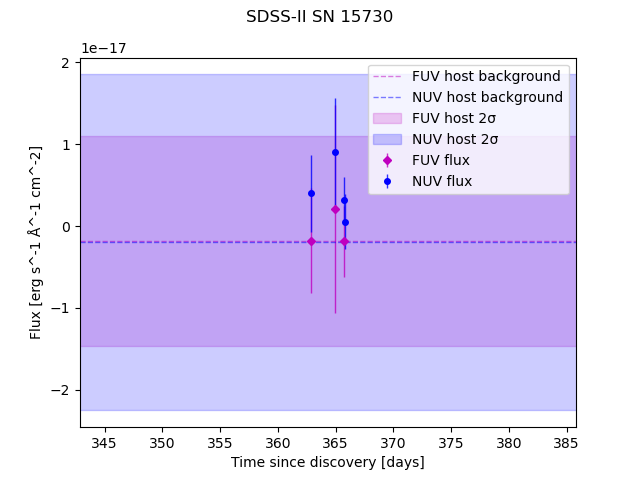 SDSS-II SN 15730
1e−17
FUV host background
NUV host background
FUV host 2σ
NUV host 2σ
FUV flux
NUV flux
2
1
0
−1
−2
Flux [erg s^-1 Å^-1 cm^-2]
345 350 355 360 365 370 375 380 385
Time since discovery [days]